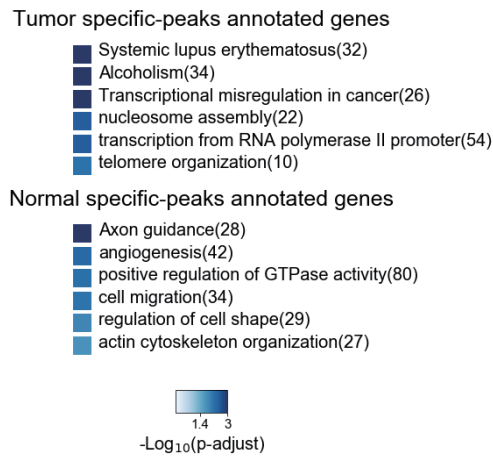 Tumor specific-peaks annotated genes
Systemic lupus erythematosus(32)
Alcoholism(34)
Transcriptional misregulation in cancer(26)
nucleosome assembly(22)
transcription from RNA polymerase II promoter(54)
telomere organization(10)
Normal specific-peaks annotated genes
Axon guidance(28)
angiogenesis(42)
positive regulation of GTPase activity(80)
cell migration(34)
regulation of cell shape(29)
actin cytoskeleton organization(27)
1.4 3
-Log₁₀(p-adjust)